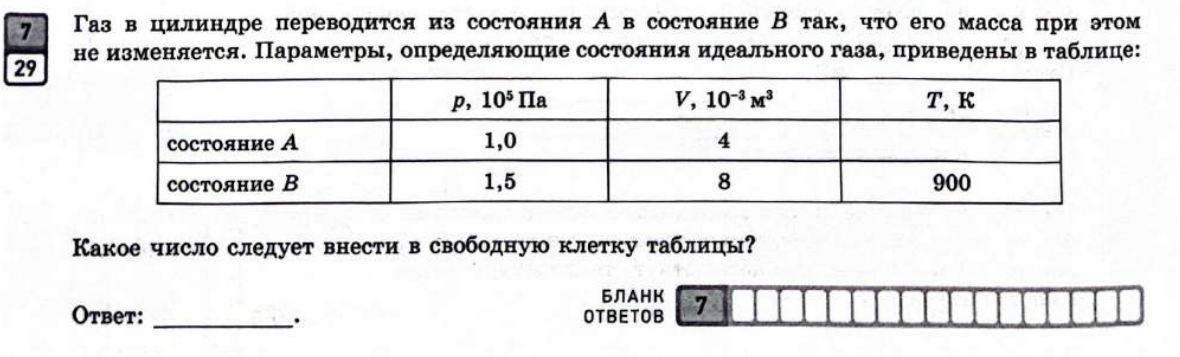 7
29
Газ в цилиндре переводится из состояния A в состояние B так, что его масса при этом
не изменяется. Параметры, определяющие состояния идеального газа, приведены в таблице:
p, 10⁵ Па V, 10⁻³ м³ T, К
состояние A 1,0 4
состояние B 1,5 8 900
Какое число следует внести в свободную клетку таблицы?
Ответ: ____________.
БЛАНК
ОТВЕТОВ
7